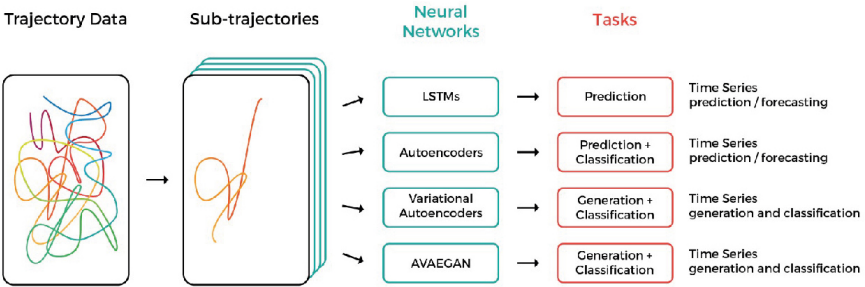 Trajectory Data
Sub-trajectories
Neural
Networks
Tasks
LSTMs
Prediction
Time Series
prediction / forecasting
Autoencoders
Prediction +
Classification
Time Series
prediction / forecasting
Variational
Autoencoders
Generation +
Classification
Time Series
generation and classification
AVAEGAN
Generation +
Classification
Time Series
generation and classification